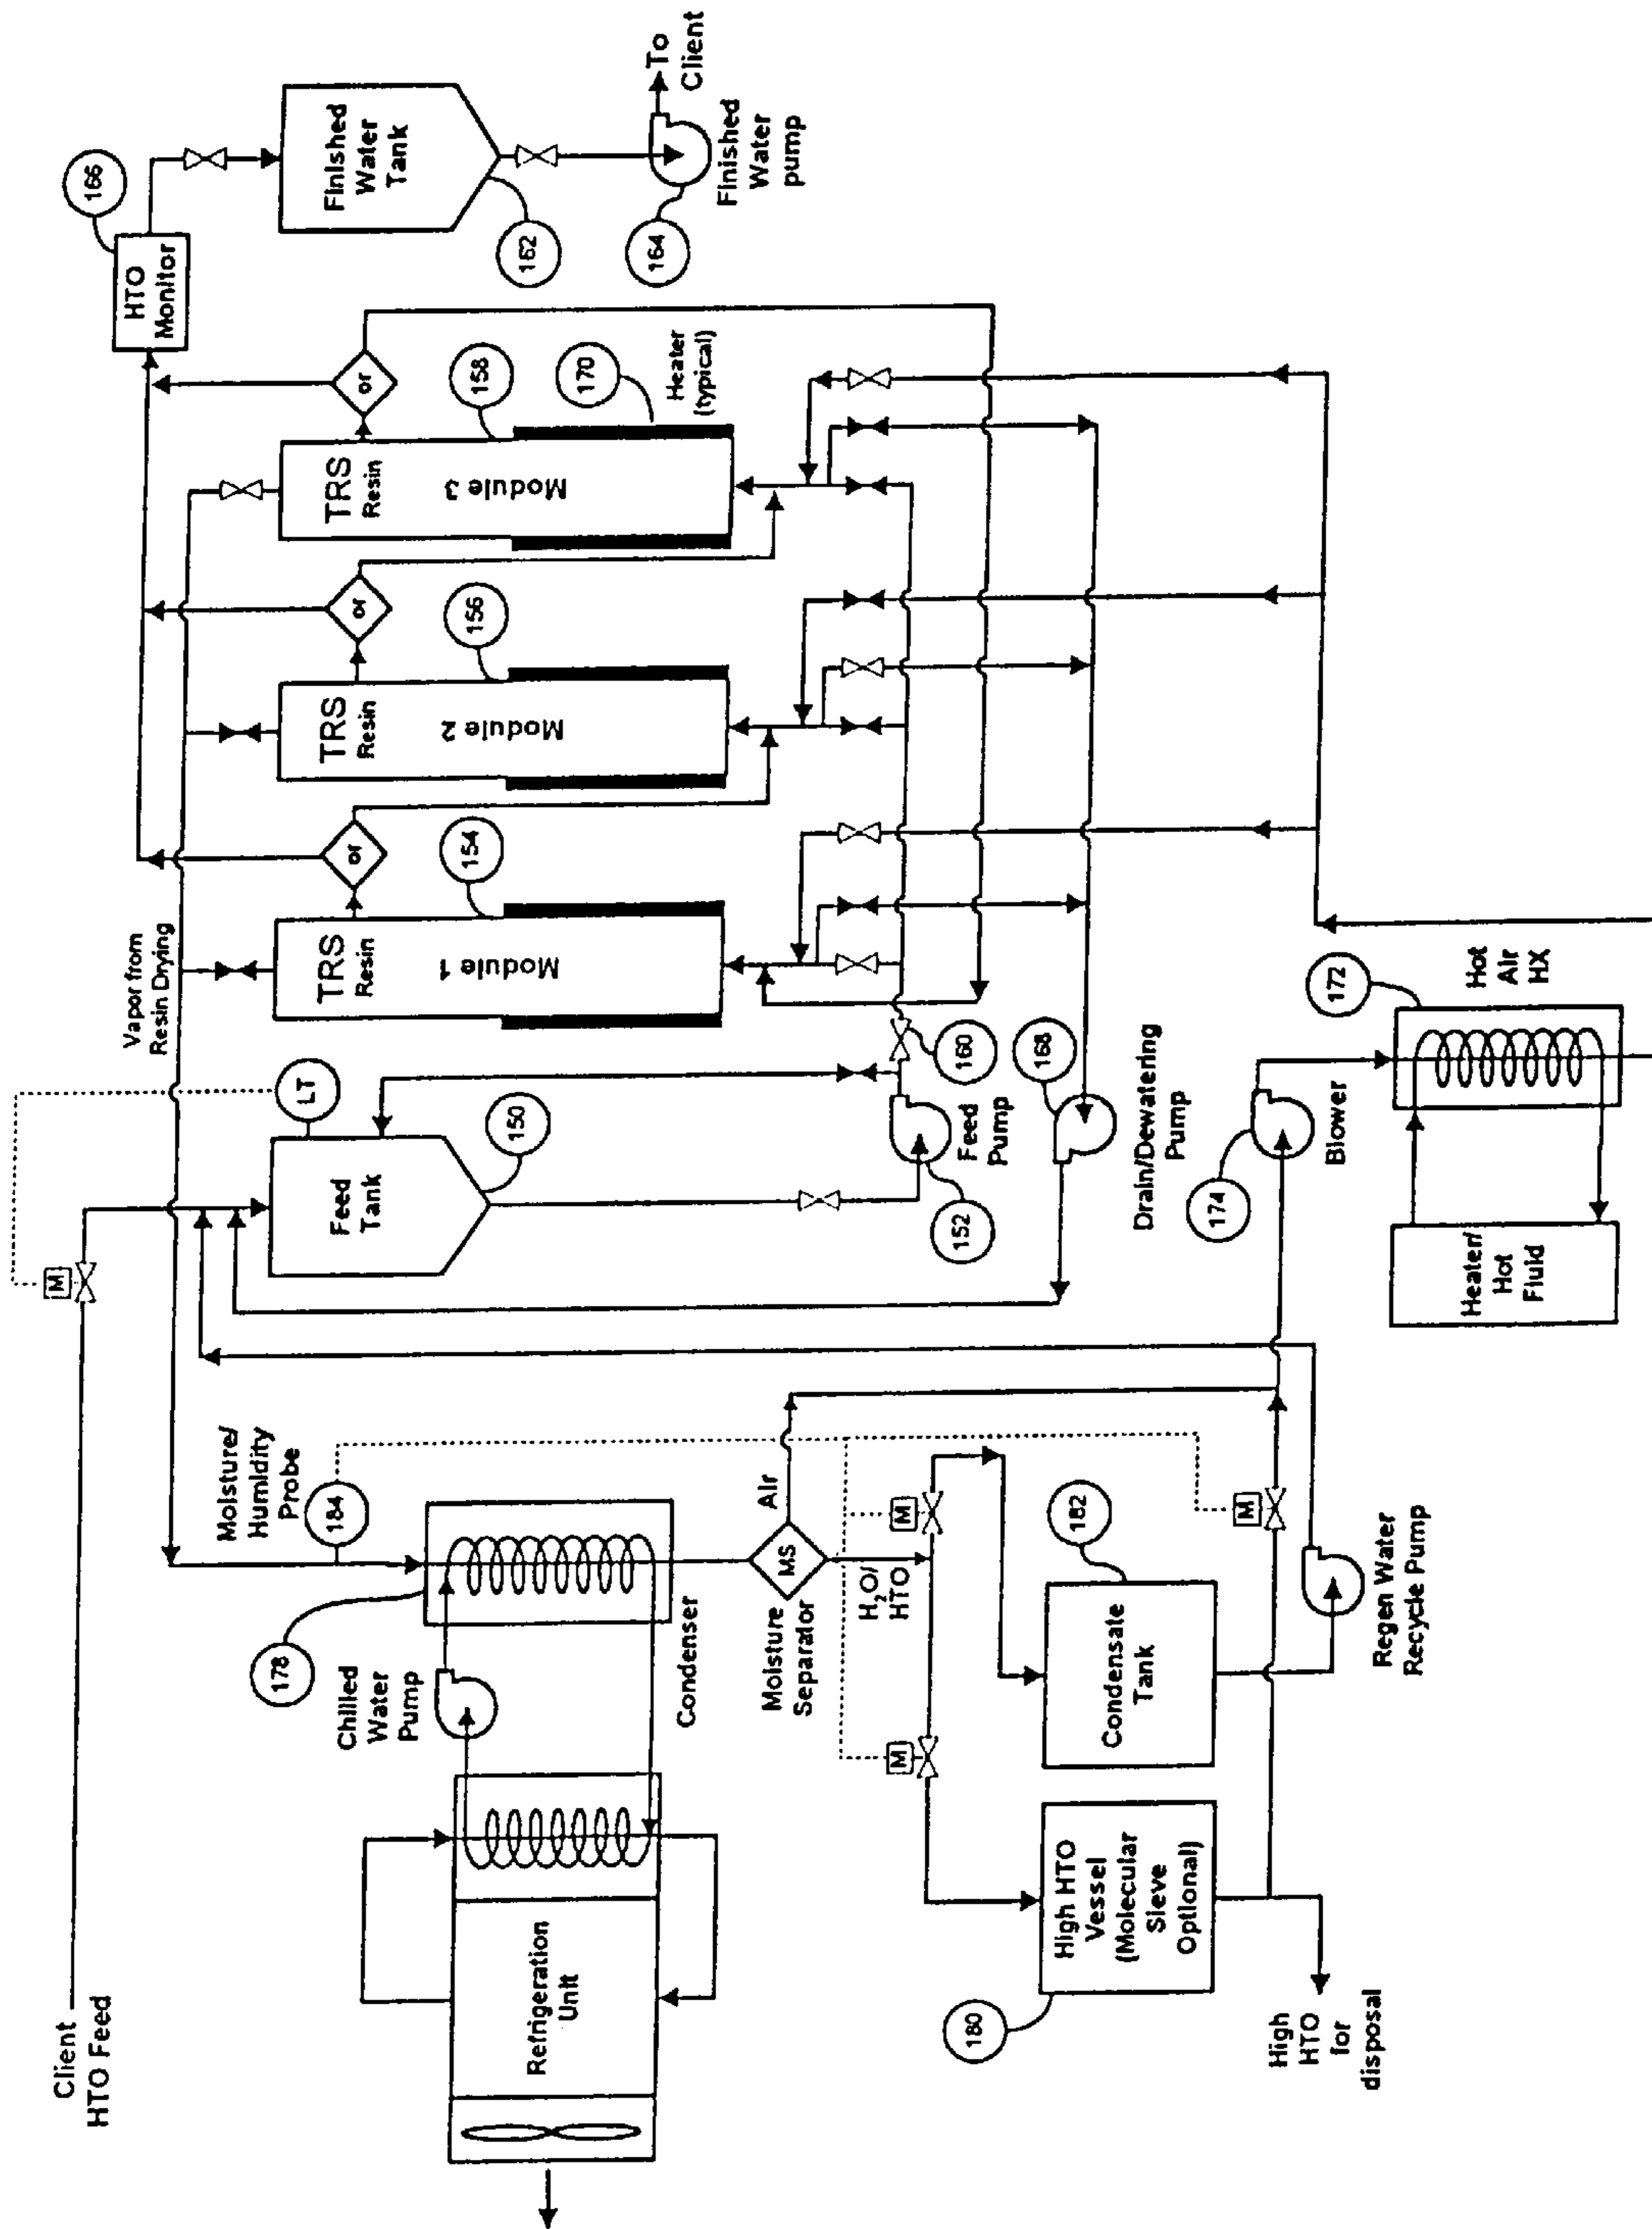 Client
HTO Feed
M
LT
Vapor from
Resin Drying
Feed
Tank
150
Feed
Pump
152
160
168
Drain/Dewatering
Pump
TRS
Resin
Module 1
154
or
TRS
Resin
Module 2
156
or
TRS
Resin
Module 3
158
or
170
Heater
(typical)
HTO
Monitor
166
Finished
Water
Tank
162
164
Finished
Water
pump
To
Client
Refrigeration
Unit
Chilled
Water
Pump
178
Condenser
Moisture/
Humidity
Probe
184
MS
Moisture
Separator
Air
H2O/
HTO
M
M
M
High HTO
Vessel
(Molecular
Sieve
Optional)
180
High
HTO
for
disposal
Condensate
Tank
182
Regen Water
Recycle Pump
174
Blower
Heater/
Hot
Fluid
172
Hot
Air
HX